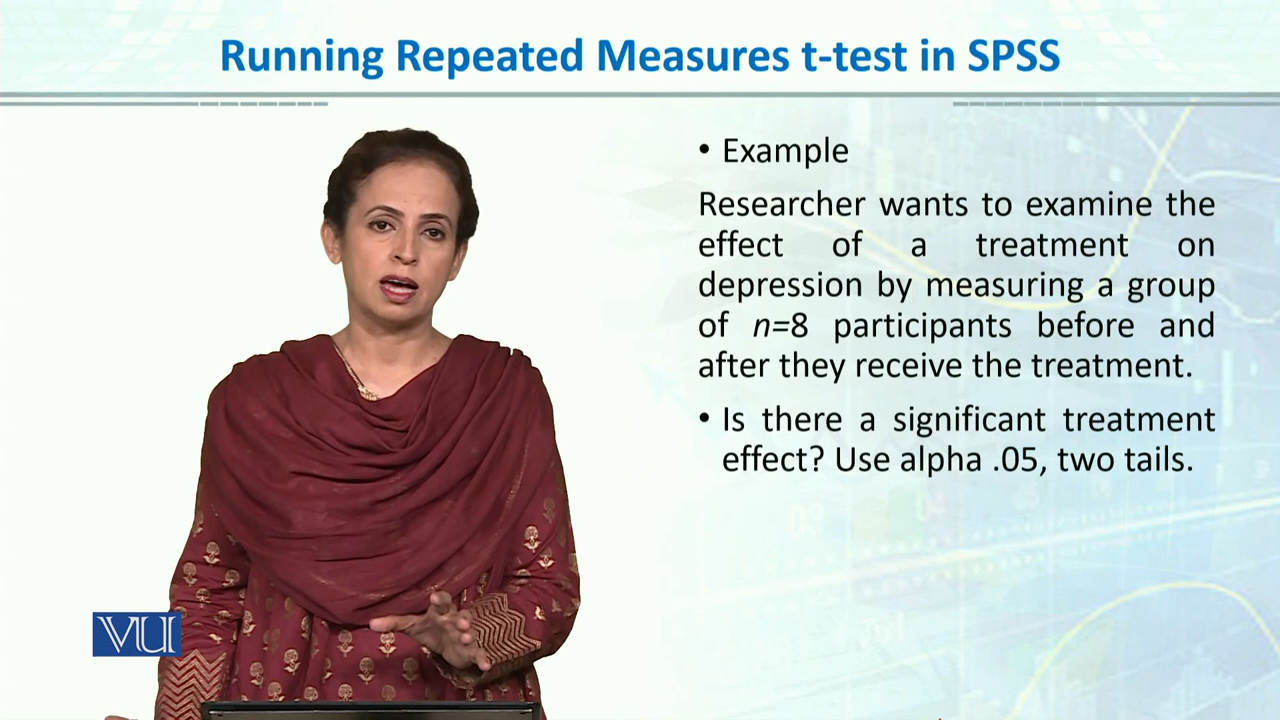 Running Repeated Measures t-test in SPSS
• Example
Researcher wants to examine the
effect of a treatment on
depression by measuring a group
of n=8 participants before and
after they receive the treatment.
• Is there a significant treatment
effect? Use alpha .05, two tails.
VU